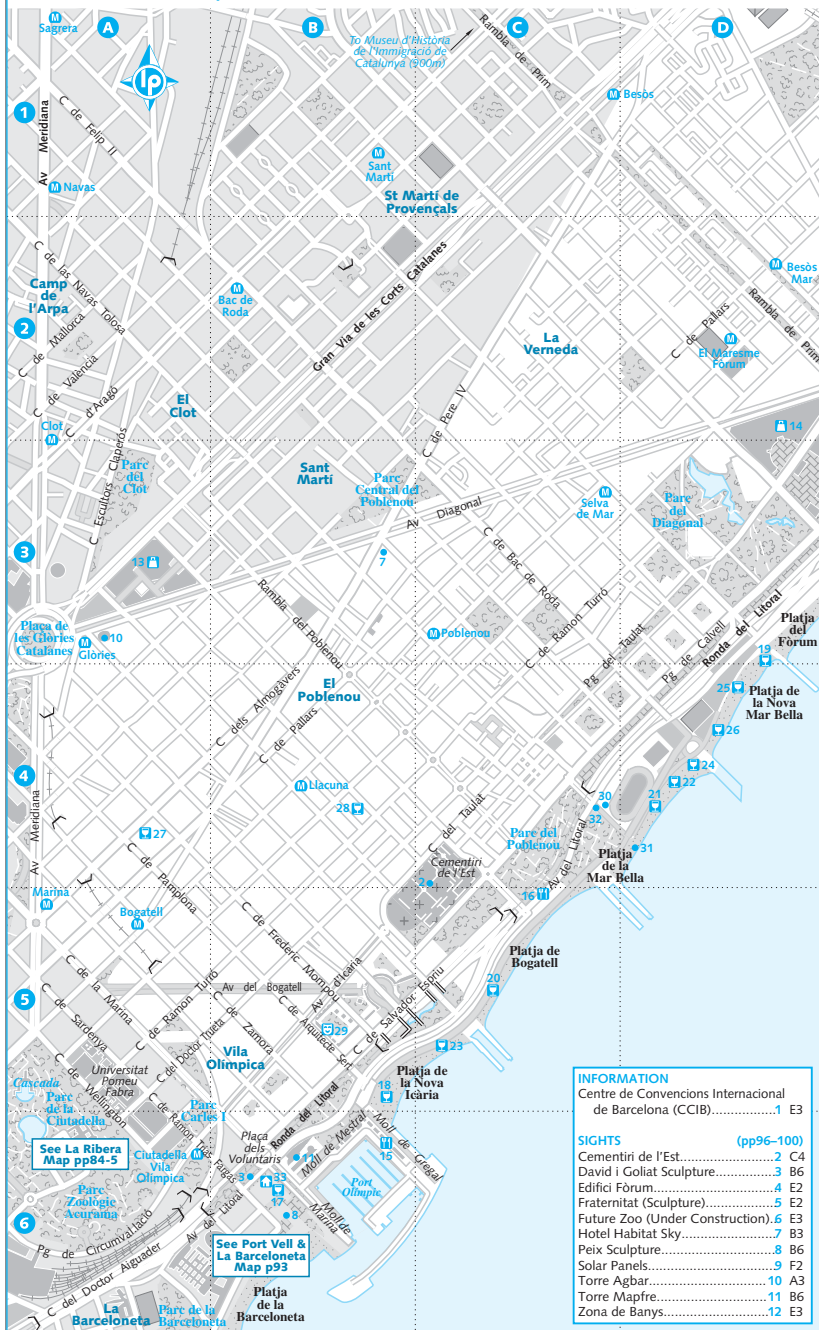 A
B
C
D
Sagrera
lp
To Museu d'Història
de l'Immigració de
Catalunya (900m)
Rambla de Prim
M Besòs
1
Av Meridiana
C de Felip II
M
Sant
Martí
M Navas
St Martí de
Provençals
C de las Navas Tolosa
Camp
de
l'Arpa
M
Bac de
Roda
Gran Via de les Corts Catalanes
M Besòs
Mar
Rambla de Prim
2
C de Mallorca
C de València
C d'Aragó
La
Verneda
C de Pallars
M
El Maresme
Fòrum
El
Clot
C de Pere IV
Clot
M
14
C Escultors Claperós
Parc
del
Clot
Sant
Martí
Parc
Central del
Poblenou
Av Diagonal
Selva
de Mar
M
Parc
del
Diagonal
3
13
7
C de Bac de Roda
Rambla del Poblenou
C de Ramon Turró
Pg del Taulat
Pg de Calvell
Ronda del Litoral
Platja
del
Fòrum
Plaça de
les Glòries
Catalanes
10
M
Glòries
M Poblenou
19
El
Poblenou
C dels Almogàvers
C de Pallars
25
Platja de
la Nova
Mar Bella
26
24
22
21
4
M Llacuna
28
30
32
C del Taulat
Parc del
Poblenou
Av del Litoral
Av Meridiana
27
31
Platja
de la
Mar Bella
C de Pamplona
Cementiri
de l'Est
2
16
Marina
M
Bogatell
M
C de Frederic Mompou
Av d'Icària
Platja de
Bogatell
5
C de la Marina
C de Ramon Turró
Av del Bogatell
C de Salvador Espriu
20
C de Sardenya
C del Doctor Trueta
C de Zamora
C de Arquitecte Sert
29
23
C de Wellington
Universitat
Pomeu
Fabra
Vila
Olímpica
Platja de
la Nova
Icària
18
Cascada
Parc
de la
Ciutadella
Parc
Carles I
C de Ramon Trias Fargas
Ronda del Litoral
Moll de Mestral
Moll de Gregal
See La Ribera
Map pp84-5
Ciutadella
Vila
Olímpica
M
Plaça
dels
Voluntaris
11
15
3
33
17
8
Port
Olímpic
Moll de
Marina
Parc
Zoològic
Acurama
6
Av del Litoral
Pg de Circumval.lació
C del Doctor Aiguader
See Port Vell &
La Barceloneta
Map p93
La
Barceloneta
Parc de la
Barceloneta
Platja
de la
Barceloneta
INFORMATION
Centre de Convencions Internacional
de Barcelona (CCIB)..............1 E3
SIGHTS (pp96–100)
Cementiri de l'Est......................2 C4
David i Goliat Sculpture...............3 B6
Edifici Fòrum............................4 E2
Fraternitat (Sculpture)................5 E2
Future Zoo (Under Construction)..6 E3
Hotel Habitat Sky......................7 B3
Peix Sculpture..........................8 B6
Solar Panels.............................9 F2
Torre Agbar............................10 A3
Torre Mapfre...........................11 B6
Zona de Banys.........................12 E3